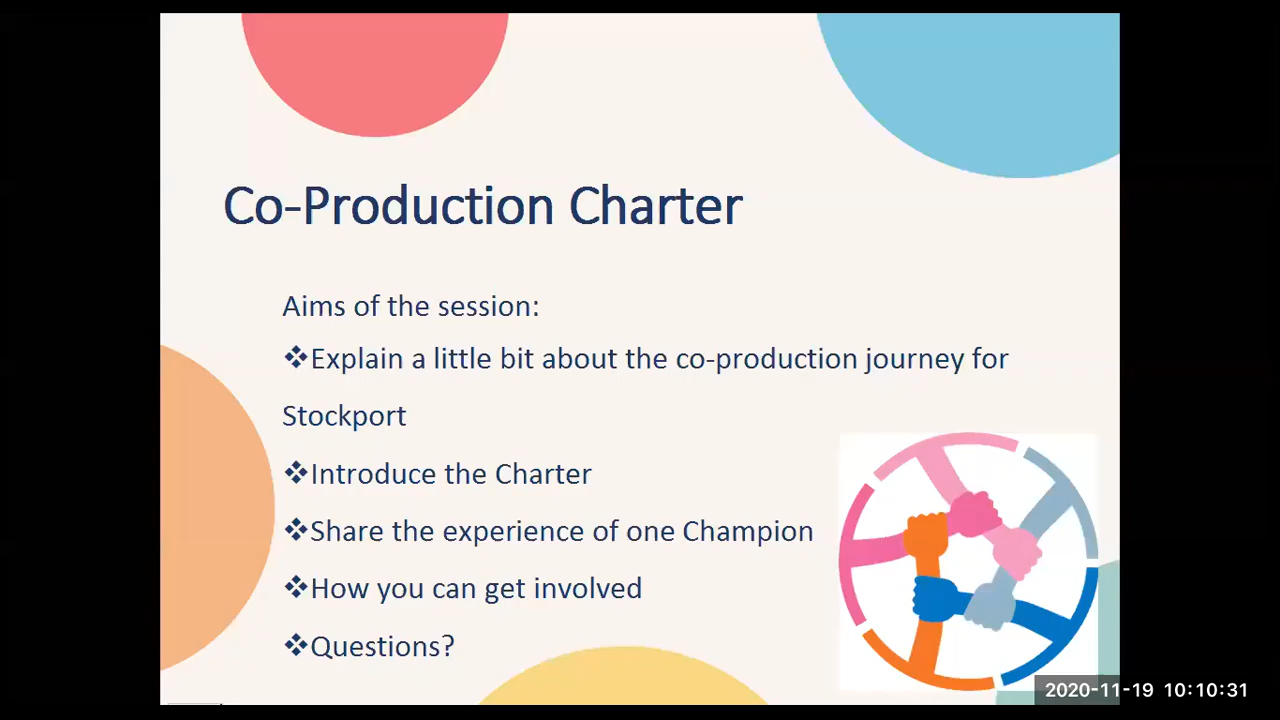 Co-Production Charter
Aims of the session:
❖Explain a little bit about the co-production journey for
Stockport
❖Introduce the Charter
❖Share the experience of one Champion
❖How you can get involved
❖Questions?
2020-11-19 10:10:31